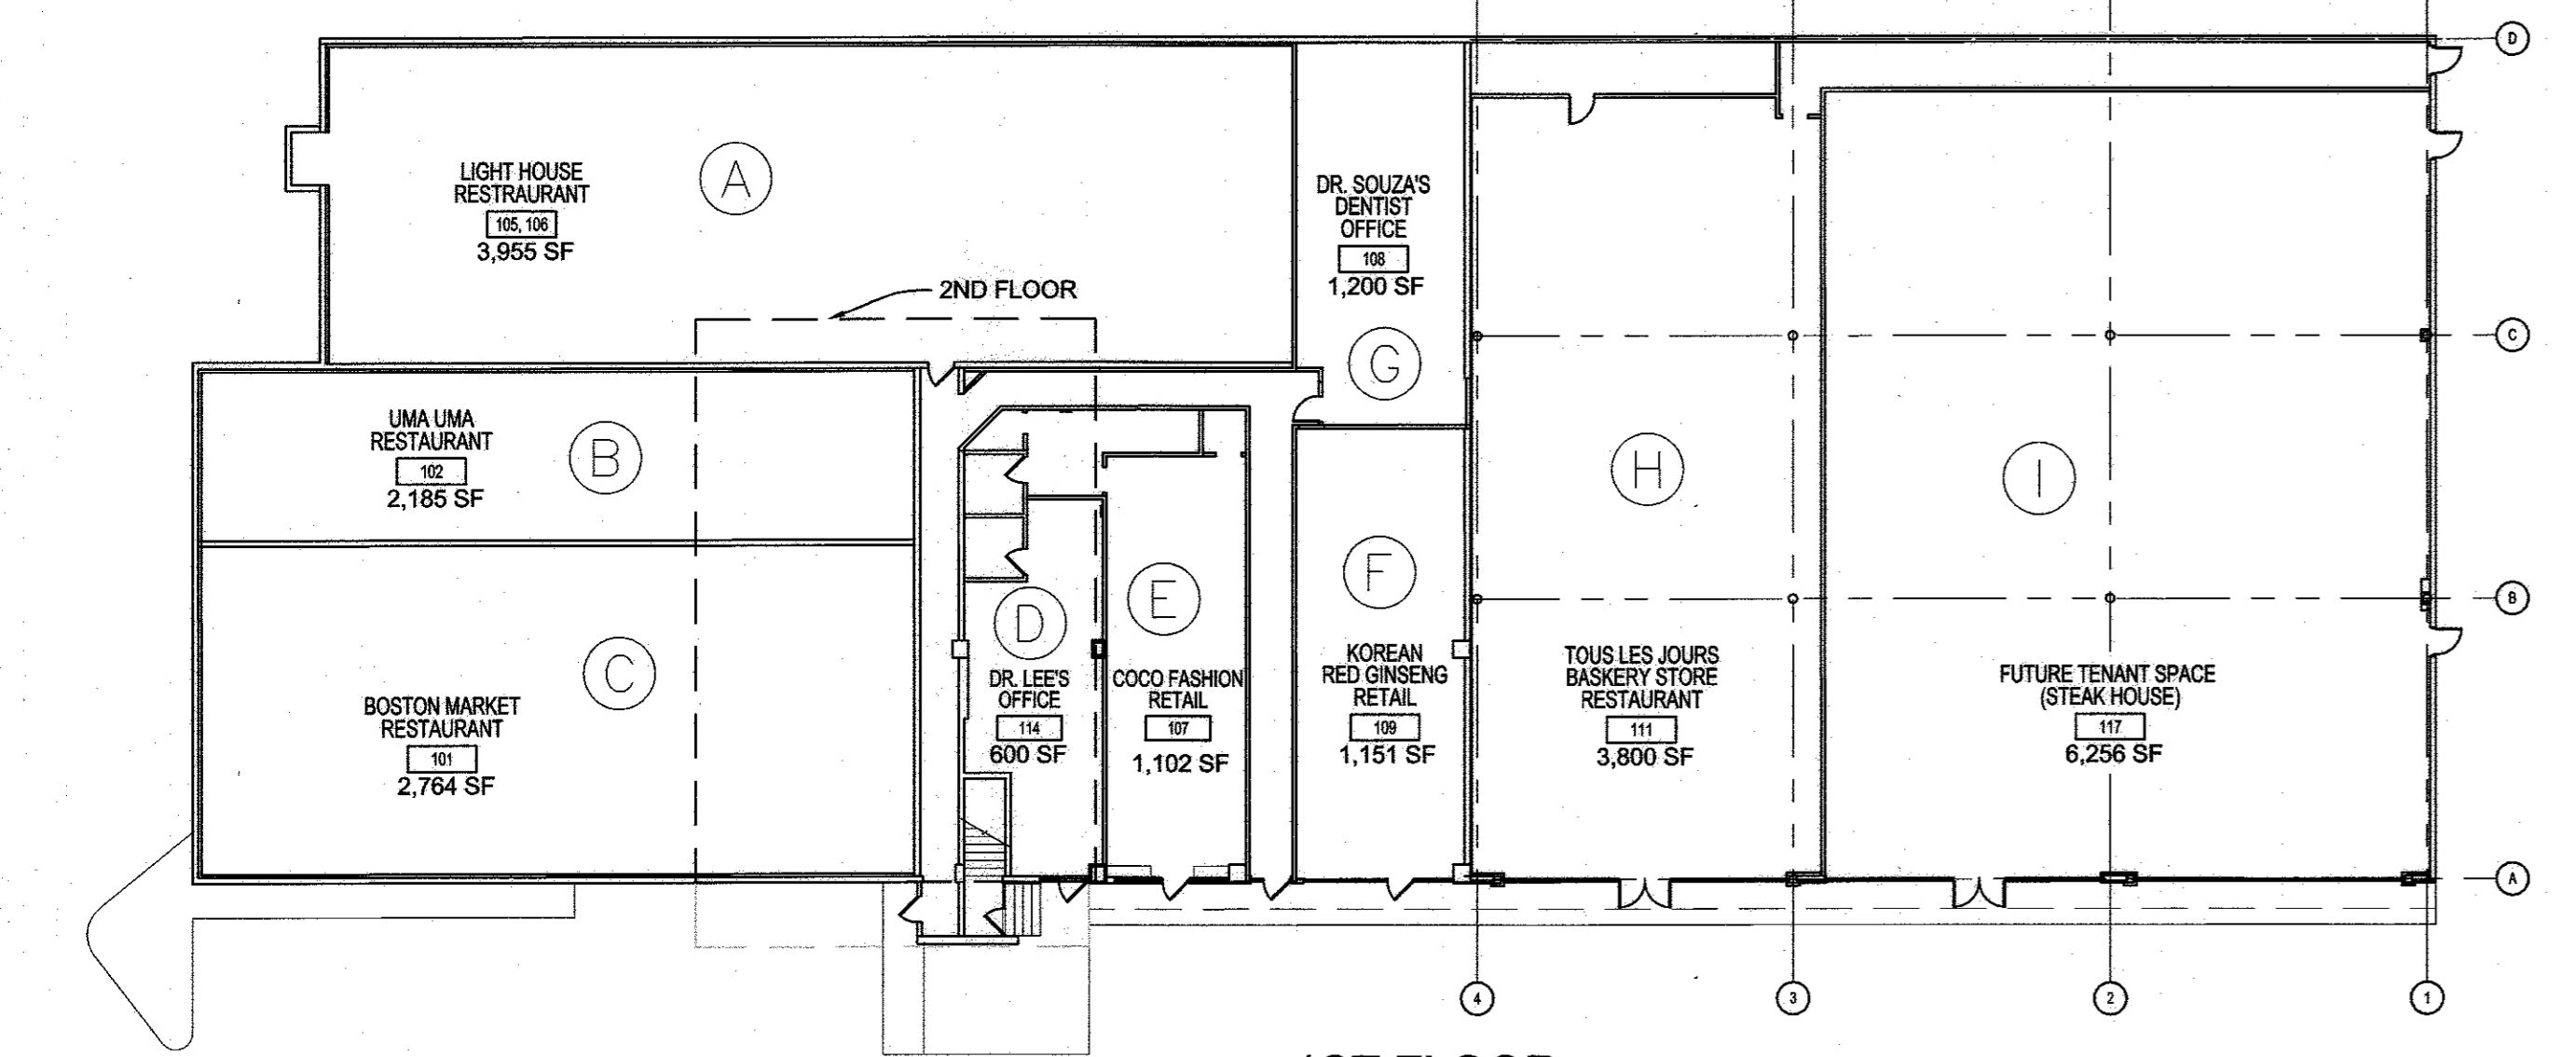 D
LIGHT HOUSE
RESTRAURANT
105, 106
3,955 SF
A
2ND FLOOR
DR. SOUZA'S
DENTIST
OFFICE
108
1,200 SF
G
C
UMA UMA
RESTAURANT
102
2,185 SF
B
H
I
B
BOSTON MARKET
RESTAURANT
101
2,764 SF
C
D
DR. LEE'S
OFFICE
114
600 SF
E
COCO FASHION
RETAIL
107
1,102 SF
F
KOREAN
RED GINSENG
RETAIL
109
1,151 SF
TOUS LES JOURS
BASKERY STORE
RESTAURANT
111
3,800 SF
FUTURE TENANT SPACE
(STEAK HOUSE)
117
6,256 SF
A
4
3
2
1